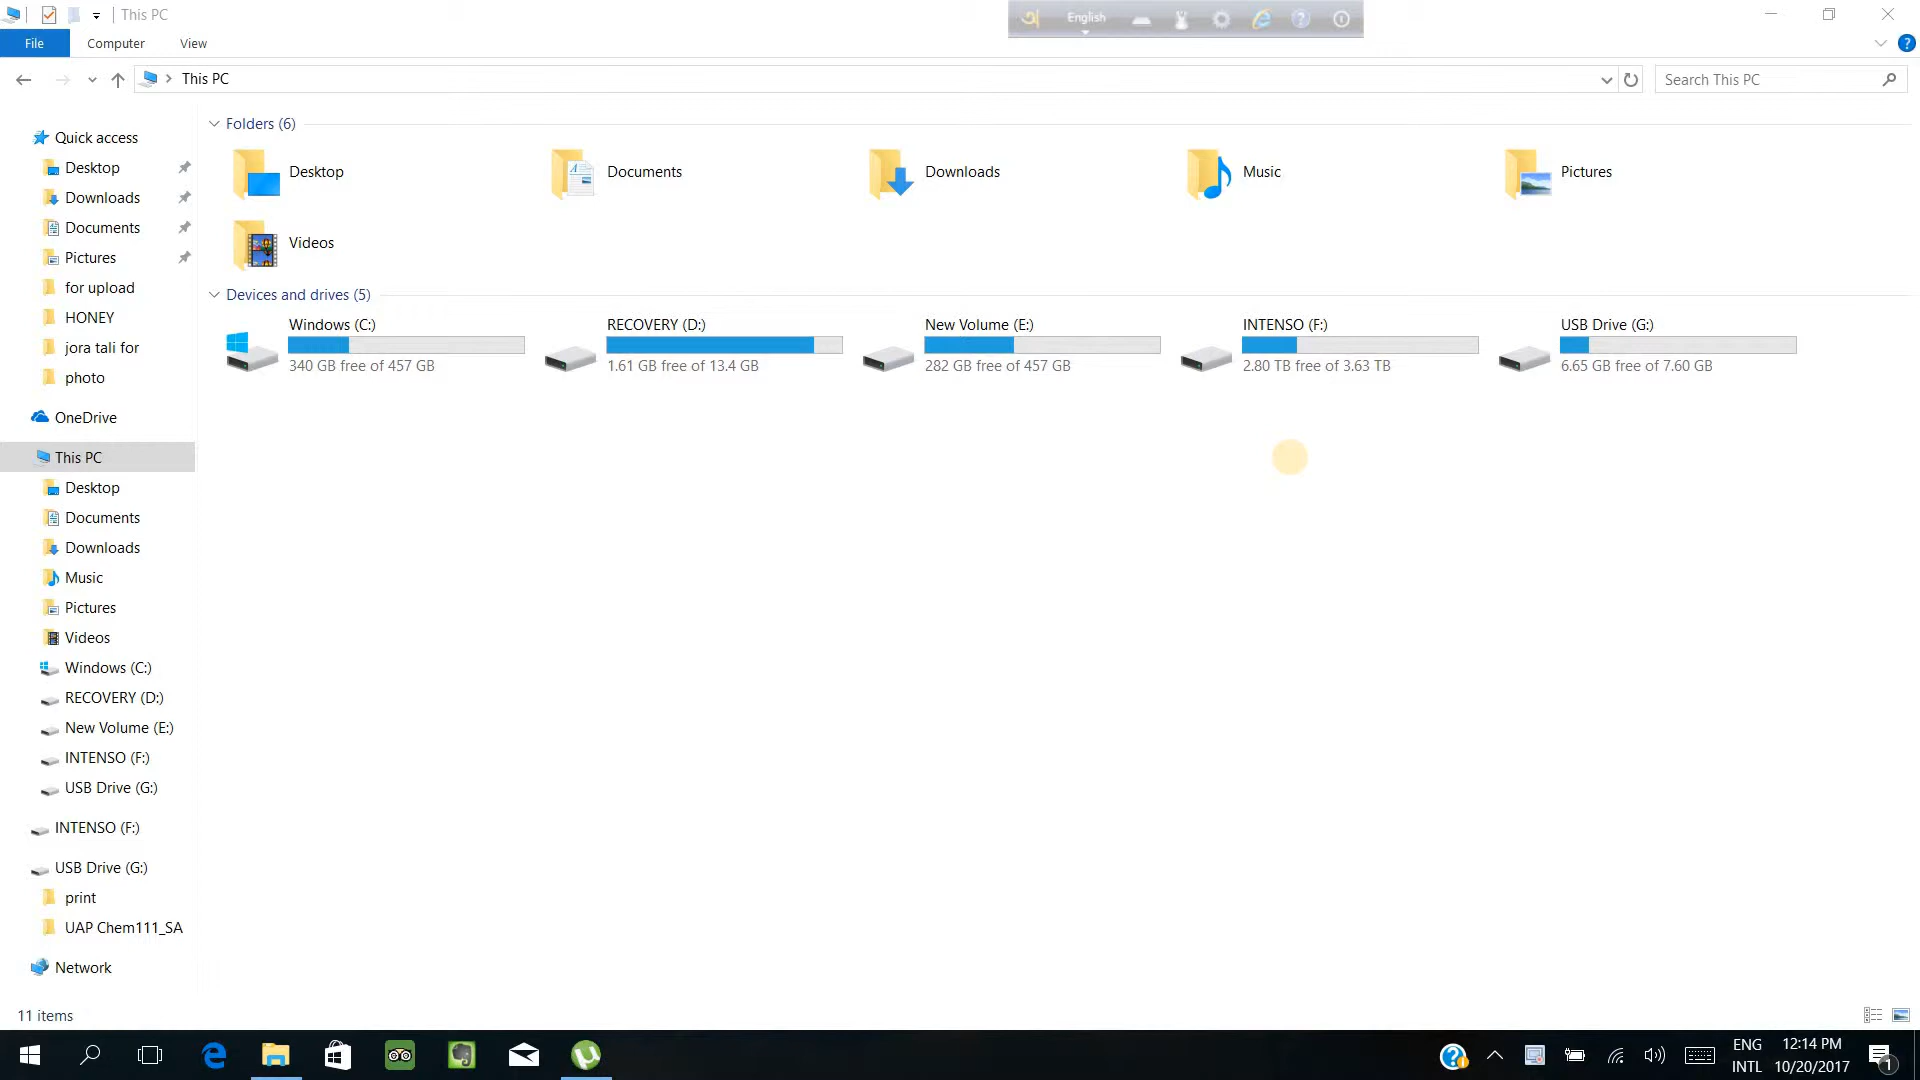 This PC
অ English
File Computer View
This PC
Search This PC
Quick access
Desktop
Downloads
Documents
Pictures
for upload
HONEY
jora tali for
photo
OneDrive
This PC
Desktop
Documents
Downloads
Music
Pictures
Videos
Windows (C:)
RECOVERY (D:)
New Volume (E:)
INTENSO (F:)
USB Drive (G:)
INTENSO (F:)
USB Drive (G:)
print
UAP Chem111_SA
Network
Folders (6)
Desktop
Documents
Downloads
Music
Pictures
Videos
Devices and drives (5)
Windows (C:)
340 GB free of 457 GB
RECOVERY (D:)
1.61 GB free of 13.4 GB
New Volume (E:)
282 GB free of 457 GB
INTENSO (F:)
2.80 TB free of 3.63 TB
USB Drive (G:)
6.65 GB free of 7.60 GB
11 items
ENG
INTL
12:14 PM
10/20/2017
1